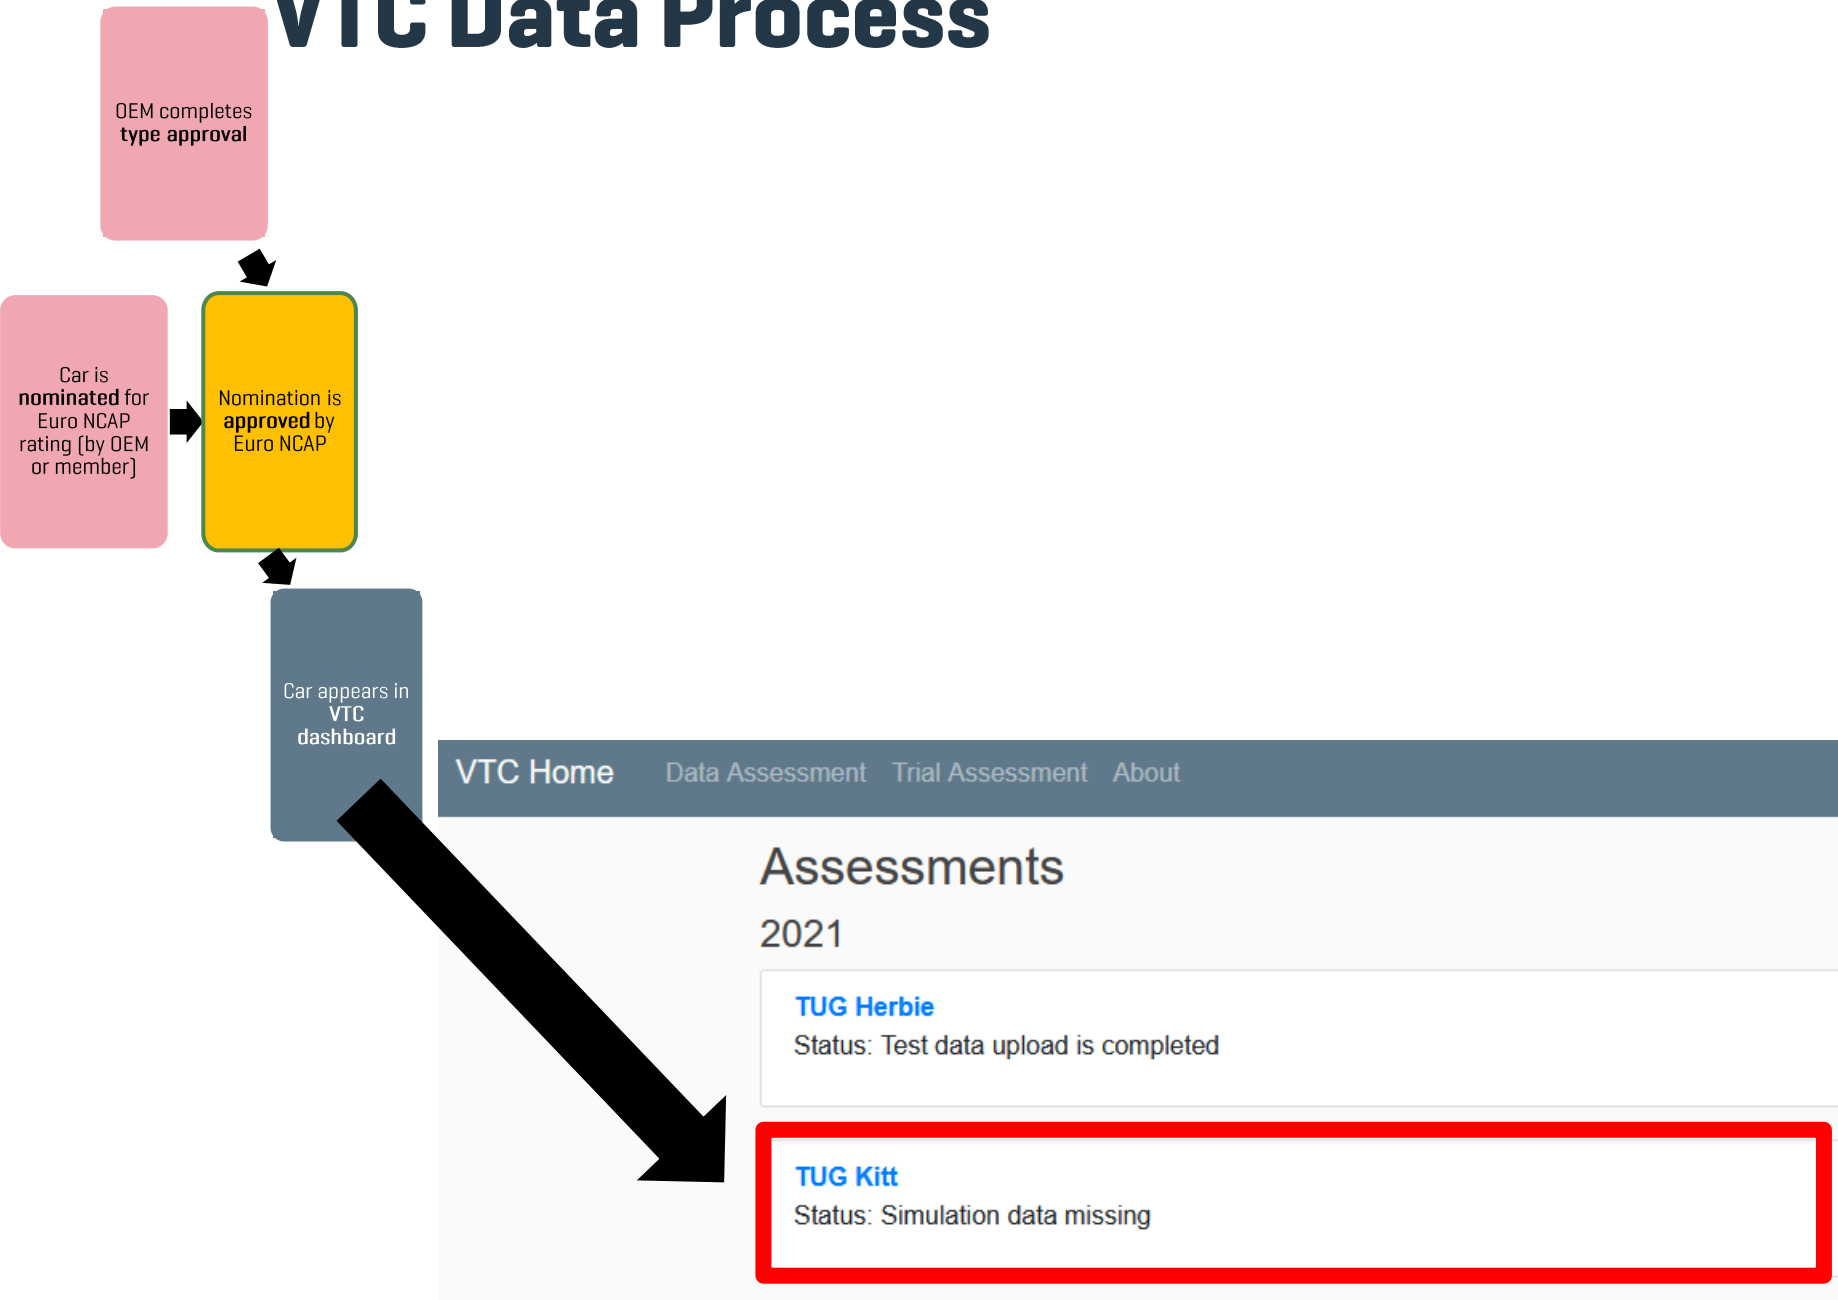 VTC Data Process
OEM completes
type approval
Car is
nominated for
Euro NCAP
rating (by OEM
or member)
Nomination is
approved by
Euro NCAP
Car appears in
VTC
dashboard
VTC Home Data Assessment Trial Assessment About
Assessments
2021
TUG Herbie
Status: Test data upload is completed
TUG Kitt
Status: Simulation data missing